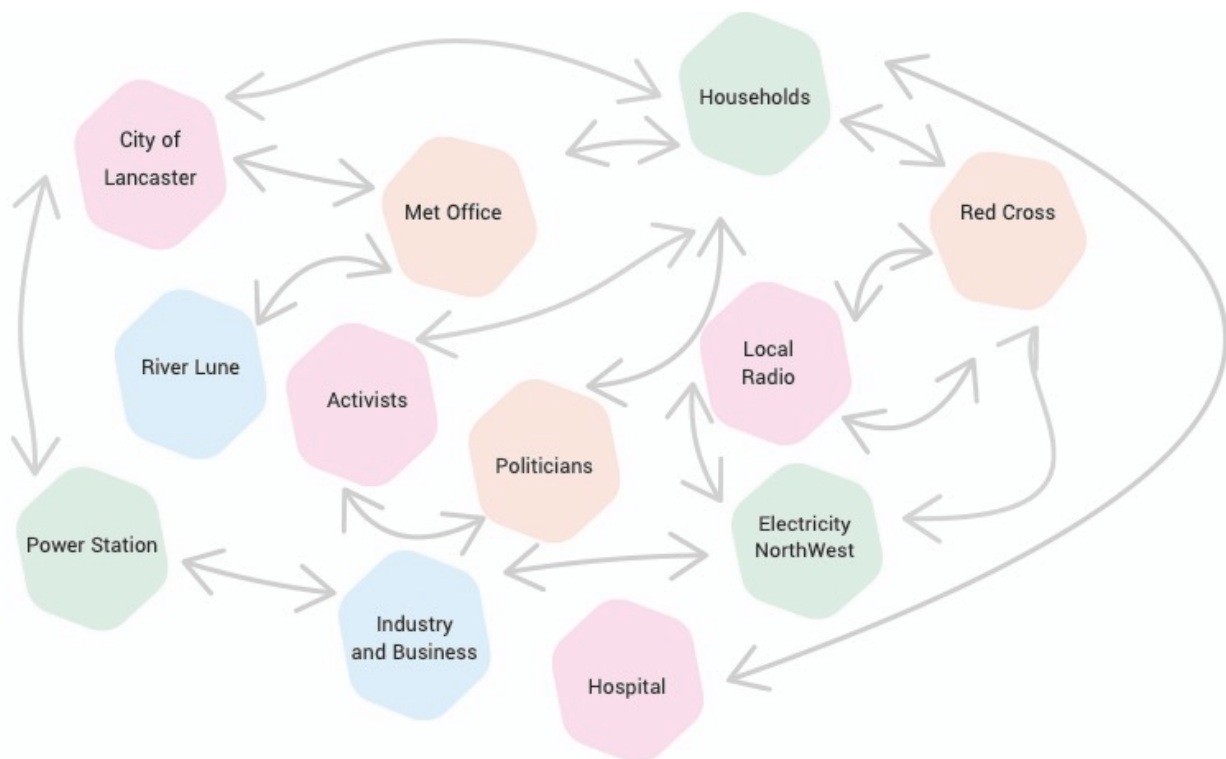 Households
City of
Lancaster
Met Office
Red Cross
River Lune
Local
Radio
Activists
Politicians
Power Station
Electricity
NorthWest
Industry
and Business
Hospital